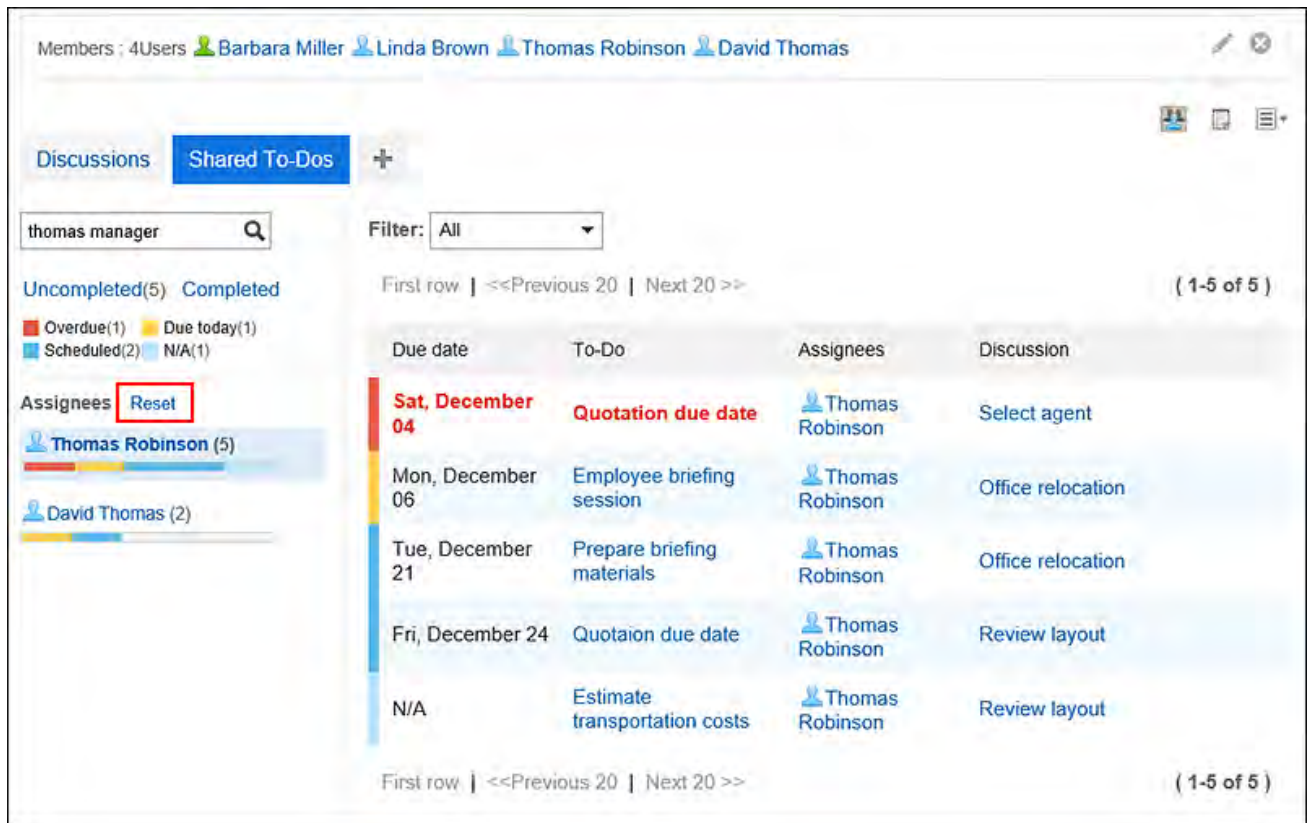 Members : 4Users Barbara Miller Linda Brown Thomas Robinson David Thomas
Discussions Shared To-Dos
thomas manager
Uncompleted(5) Completed
Overdue(1) Due today(1)
Scheduled(2) N/A(1)
Assignees Reset
Thomas Robinson (5)
David Thomas (2)
Filter: All
First row | <<Previous 20 | Next 20 >> ( 1-5 of 5 )
Due date To-Do Assignees Discussion
Sat, December 04 Quotation due date Thomas Robinson Select agent
Mon, December 06 Employee briefing session Thomas Robinson Office relocation
Tue, December 21 Prepare briefing materials Thomas Robinson Office relocation
Fri, December 24 Quotaion due date Thomas Robinson Review layout
N/A Estimate transportation costs Thomas Robinson Review layout
First row | <<Previous 20 | Next 20 >> ( 1-5 of 5 )